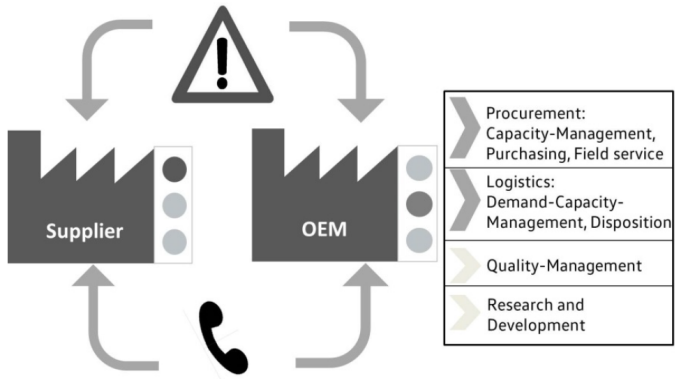 Supplier
OEM
Procurement:
Capacity-Management,
Purchasing, Field service
Logistics:
Demand-Capacity-
Management, Disposition
Quality-Management
Research and
Development